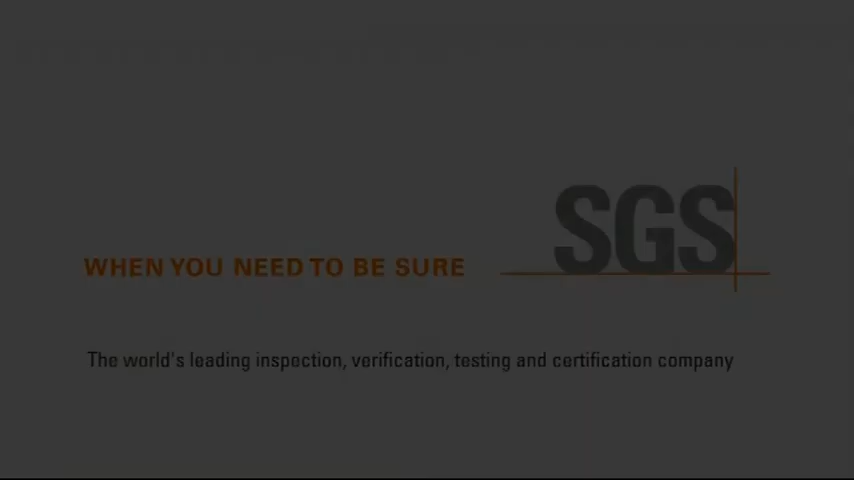 SGS
WHEN YOU NEED TO BE SURE
The world's leading inspection, verification, testing and certification company